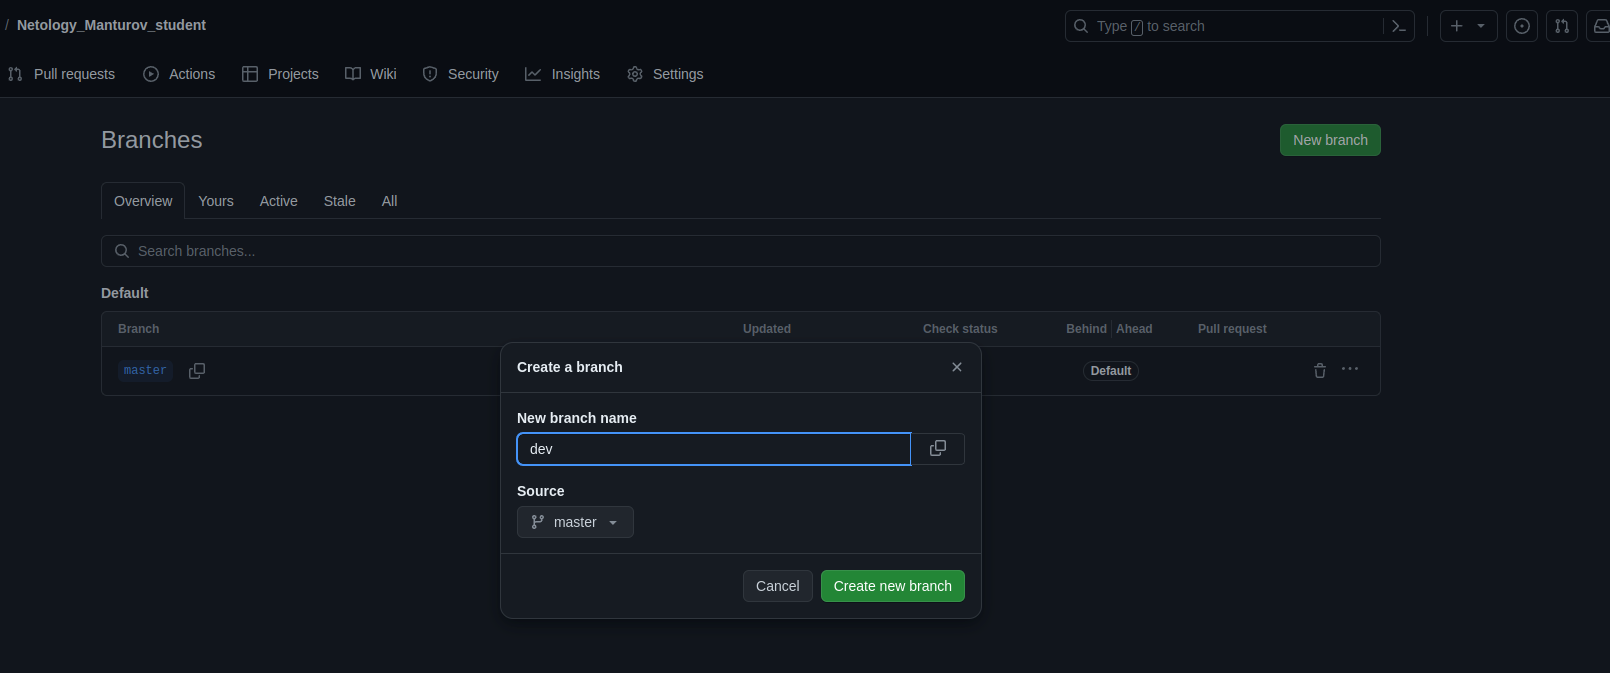 / Netology_Manturov_student
Type / to search
Pull requests Actions Projects Wiki Security Insights Settings
Branches
New branch
Overview Yours Active Stale All
Search branches...
Default
Branch Updated Check status Behind Ahead Pull request
master Default
Create a branch
New branch name
dev
Source
master
Cancel Create new branch